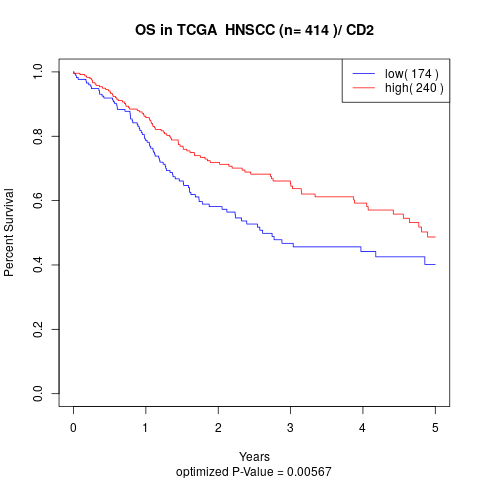 OS in TCGA  HNSCC (n= 414 )/ CD2
low( 174 )
high( 240 )
Percent Survival
1.0
0.8
0.6
0.4
0.2
0.0
0 1 2 3 4 5
Years
optimized P-Value = 0.00567